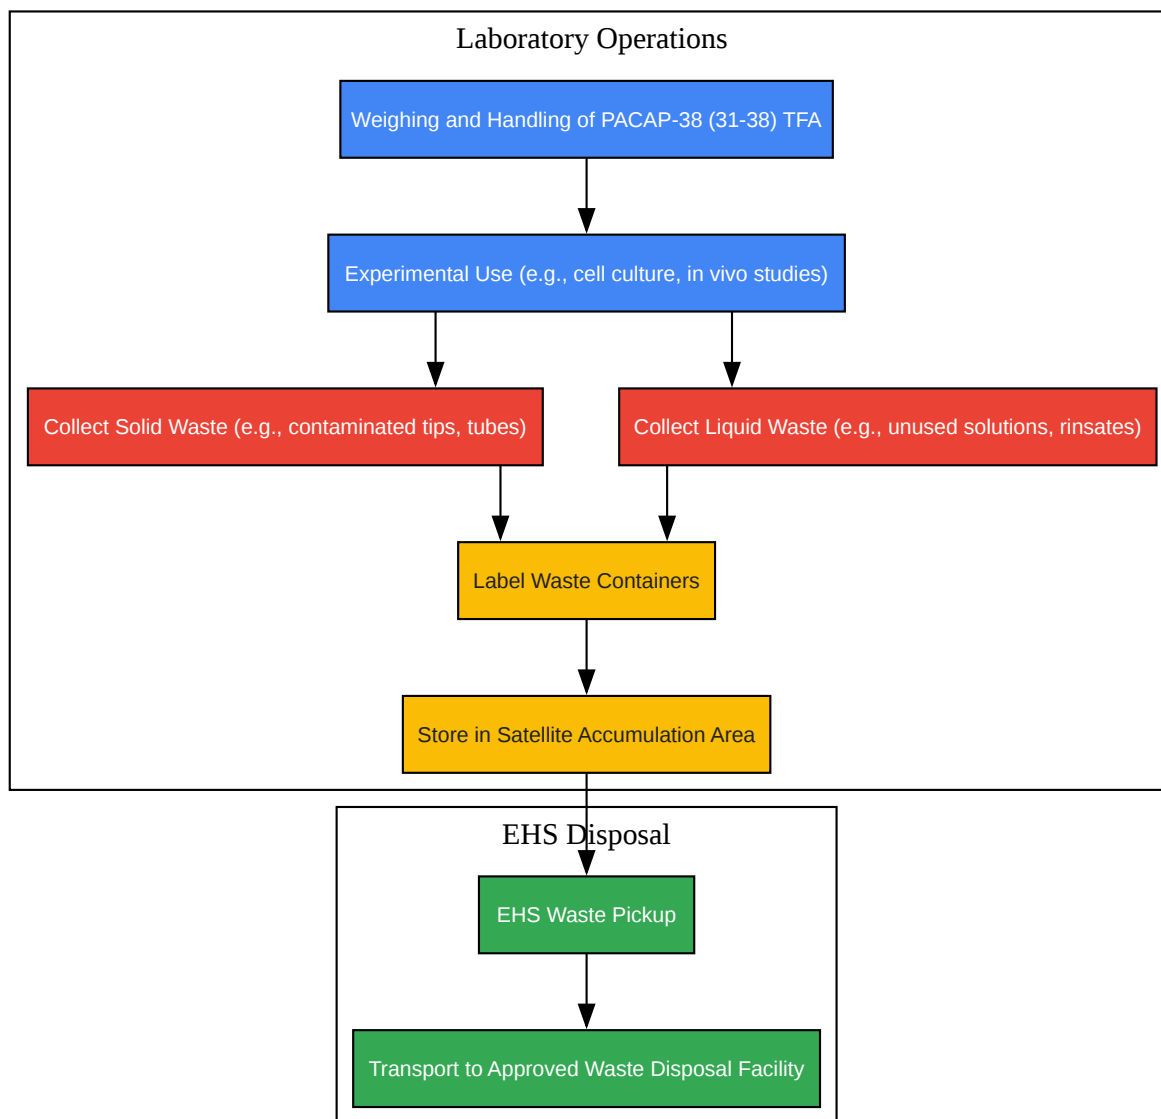 Laboratory Operations
Weighing and Handling of PACAP-38 (31-38) TFA
Experimental Use (e.g., cell culture, in vivo studies)
Collect Solid Waste (e.g., contaminated tips, tubes)
Collect Liquid Waste (e.g., unused solutions, rinsates)
Label Waste Containers
Store in Satellite Accumulation Area
EHS Disposal
EHS Waste Pickup
Transport to Approved Waste Disposal Facility